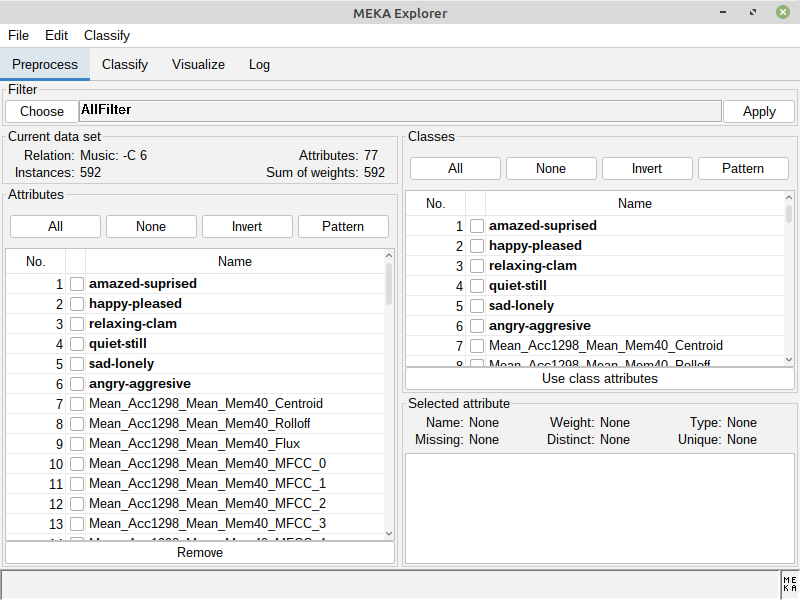 MEKA Explorer
File Edit Classify
Preprocess Classify Visualize Log
Filter
Choose AllFilter Apply
Current data set
Relation: Music: -C 6 Attributes: 77
Instances: 592 Sum of weights: 592
Attributes
All None Invert Pattern
No. Name
1 amazed-suprised
2 happy-pleased
3 relaxing-clam
4 quiet-still
5 sad-lonely
6 angry-aggresive
7 Mean_Acc1298_Mean_Mem40_Centroid
8 Mean_Acc1298_Mean_Mem40_Rolloff
9 Mean_Acc1298_Mean_Mem40_Flux
10 Mean_Acc1298_Mean_Mem40_MFCC_0
11 Mean_Acc1298_Mean_Mem40_MFCC_1
12 Mean_Acc1298_Mean_Mem40_MFCC_2
13 Mean_Acc1298_Mean_Mem40_MFCC_3
Remove
Classes
All None Invert Pattern
No. Name
1 amazed-suprised
2 happy-pleased
3 relaxing-clam
4 quiet-still
5 sad-lonely
6 angry-aggresive
7 Mean_Acc1298_Mean_Mem40_Centroid
8 Mean_Acc1298_Mean_Mem40_Rolloff
Use class attributes
Selected attribute
Name: None Weight: None Type: None
Missing: None Distinct: None Unique: None
ME
KA